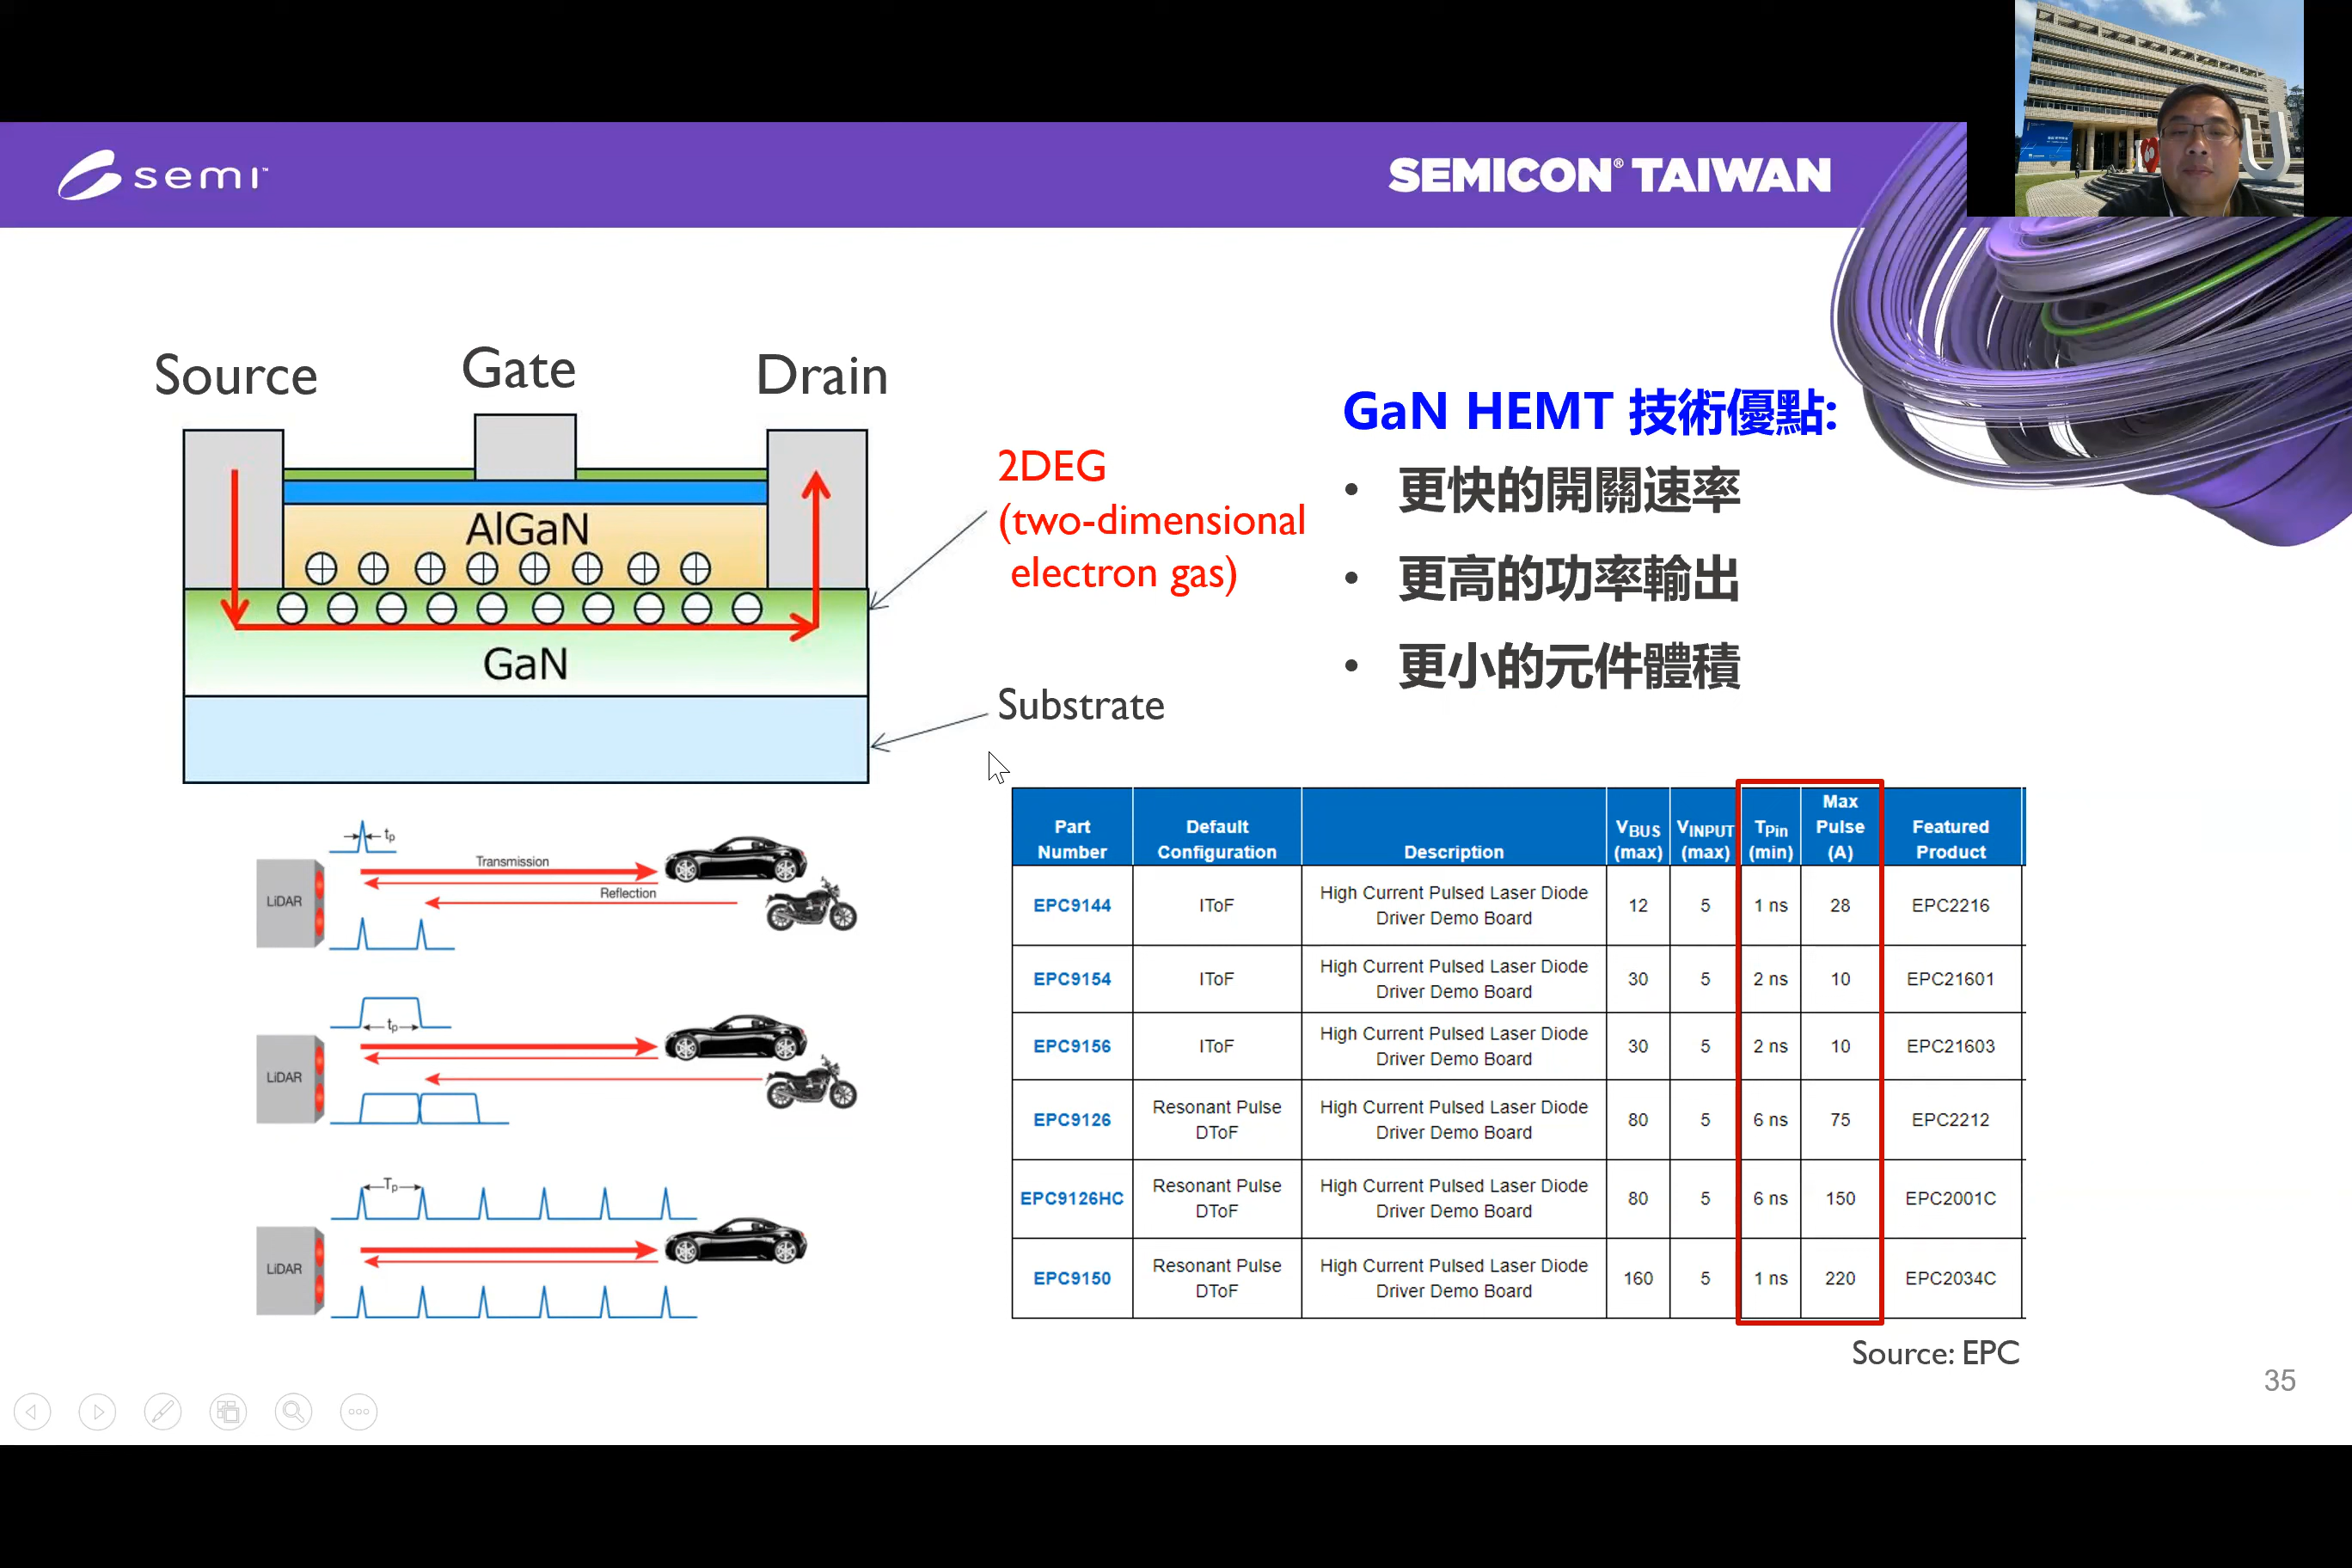 semi™
SEMICON® TAIWAN
Source
Gate
Drain
AlGaN
GaN
2DEG
(two-dimensional
electron gas)
Substrate
GaN HEMT 技術優點:
• 更快的開關速率
• 更高的功率輸出
• 更小的元件體積
tp
LiDAR
Transmission
Reflection
tp
LiDAR
Tp
LiDAR
Part Number Default Configuration Description VBUS (max) VINPUT (max) TPin (min) Max Pulse (A) Featured Product
EPC9144 IToF High Current Pulsed Laser Diode Driver Demo Board 12 5 1 ns 28 EPC2216
EPC9154 IToF High Current Pulsed Laser Diode Driver Demo Board 30 5 2 ns 10 EPC21601
EPC9156 IToF High Current Pulsed Laser Diode Driver Demo Board 30 5 2 ns 10 EPC21603
EPC9126 Resonant Pulse DToF High Current Pulsed Laser Diode Driver Demo Board 80 5 6 ns 75 EPC2212
EPC9126HC Resonant Pulse DToF High Current Pulsed Laser Diode Driver Demo Board 80 5 6 ns 150 EPC2001C
EPC9150 Resonant Pulse DToF High Current Pulsed Laser Diode Driver Demo Board 160 5 1 ns 220 EPC2034C
Source: EPC
35